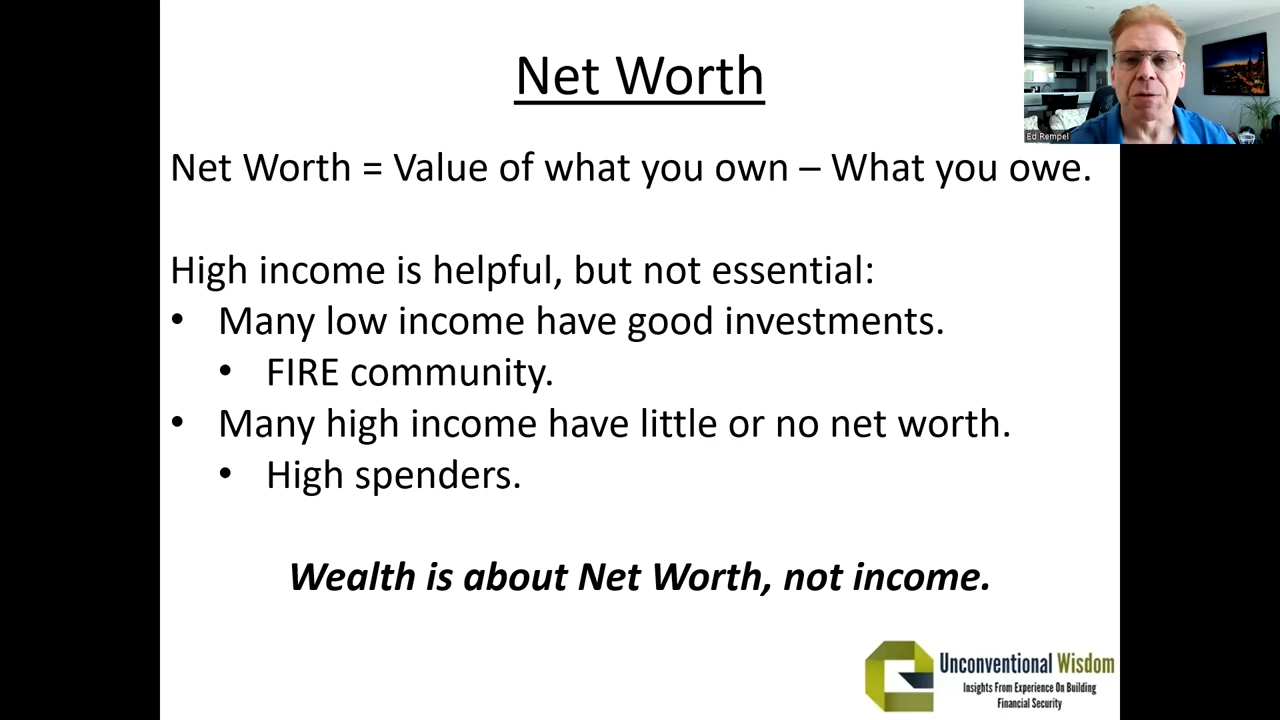 Net Worth
Ed Rempel
Net Worth = Value of what you own – What you owe.
High income is helpful, but not essential:
• Many low income have good investments.
• FIRE community.
• Many high income have little or no net worth.
• High spenders.
Wealth is about Net Worth, not income.
Unconventional Wisdom
Insights From Experience On Building
Financial Security